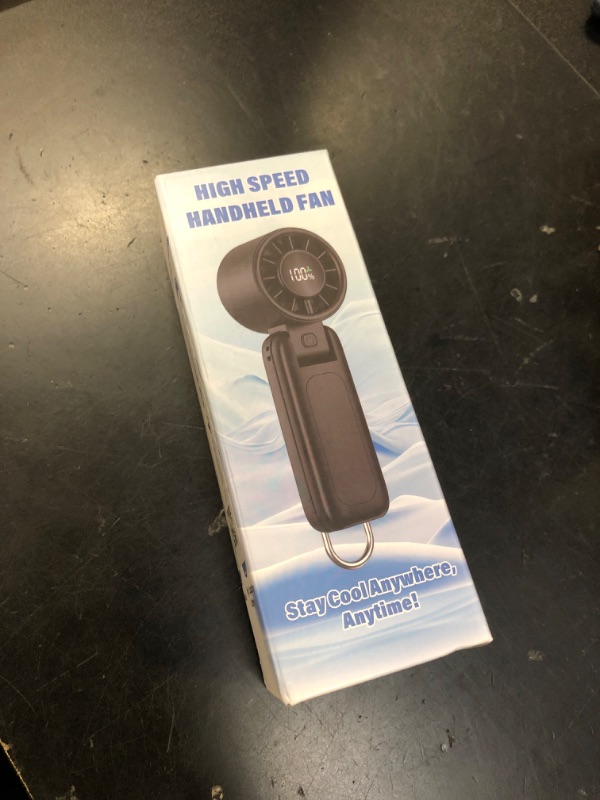 HIGH SPEED
HANDHELD FAN
100%
Stay Cool Anywhere,
Anytime!